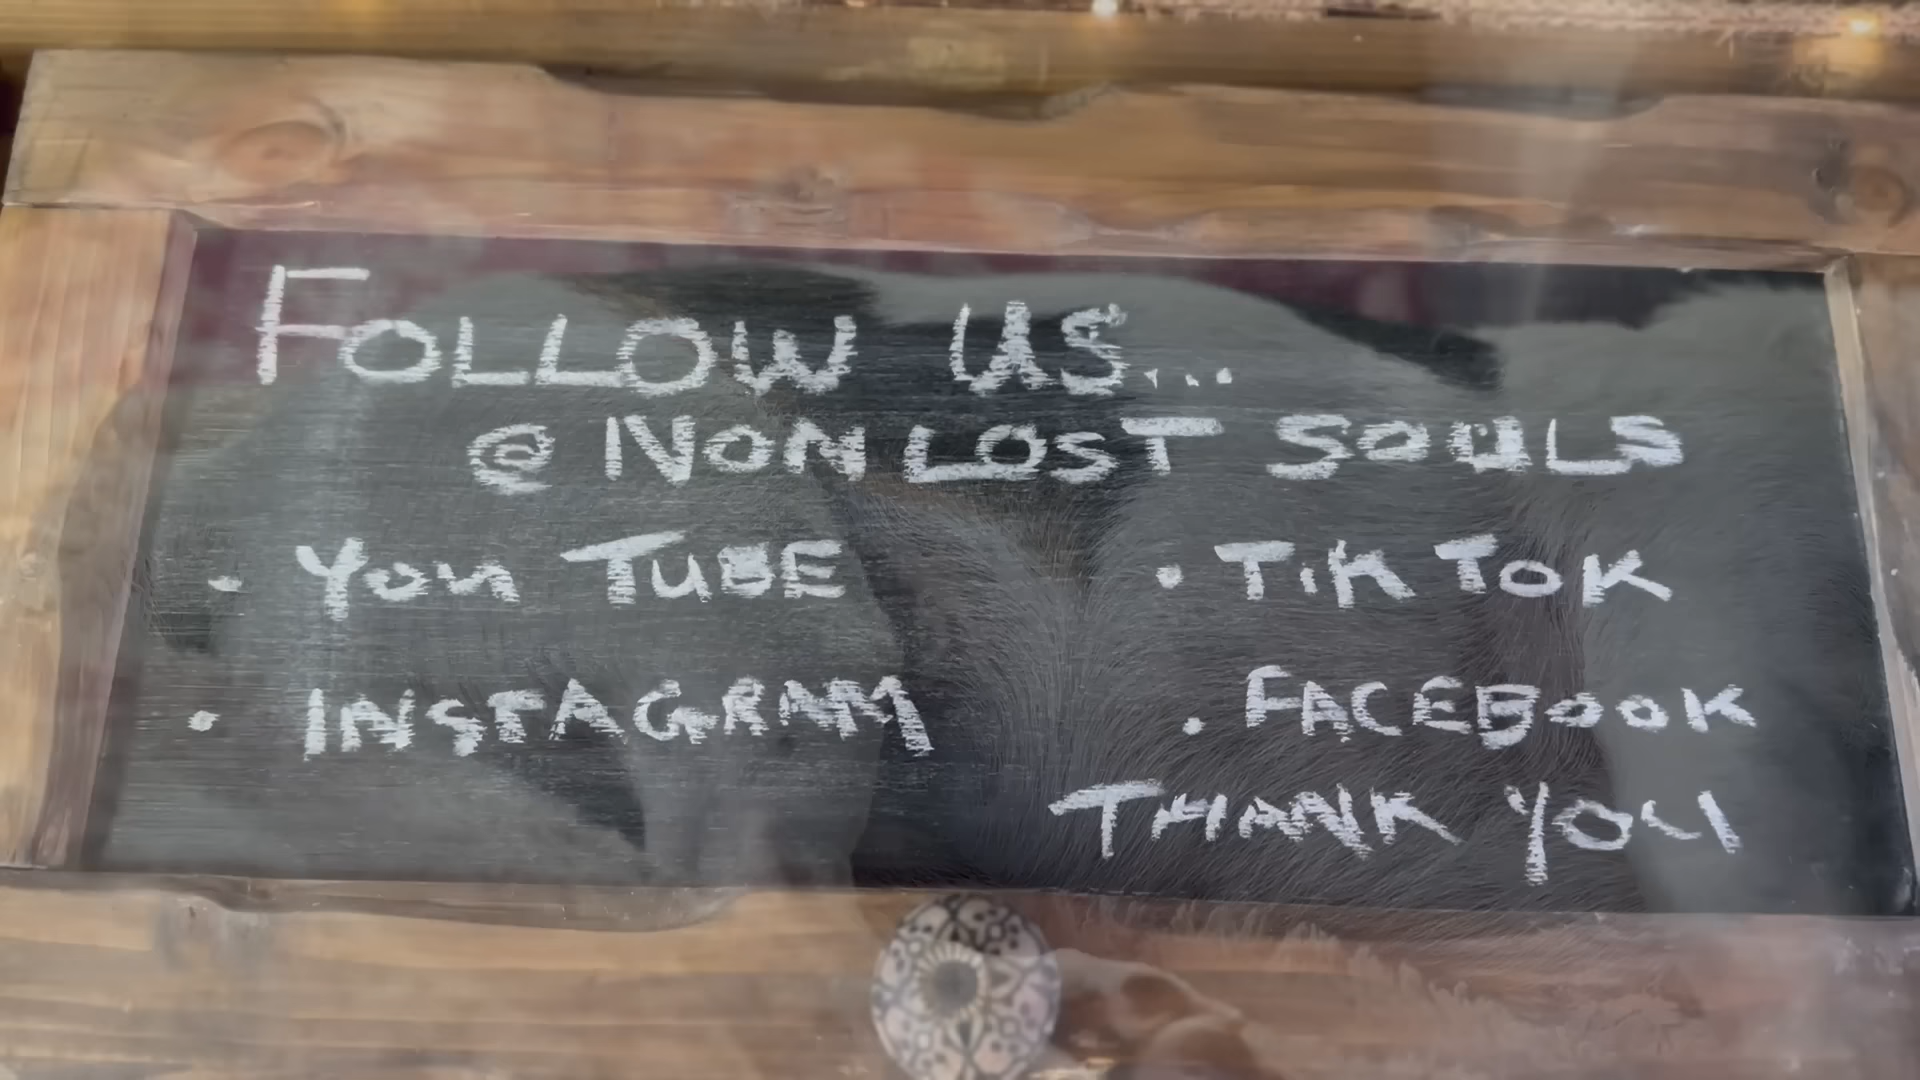 FOLLOW US...
@ NON LOST SOULS
- YOU TUBE
• TIK TOK
• INSTAGRAM
• FACEBOOK
THANK YOU